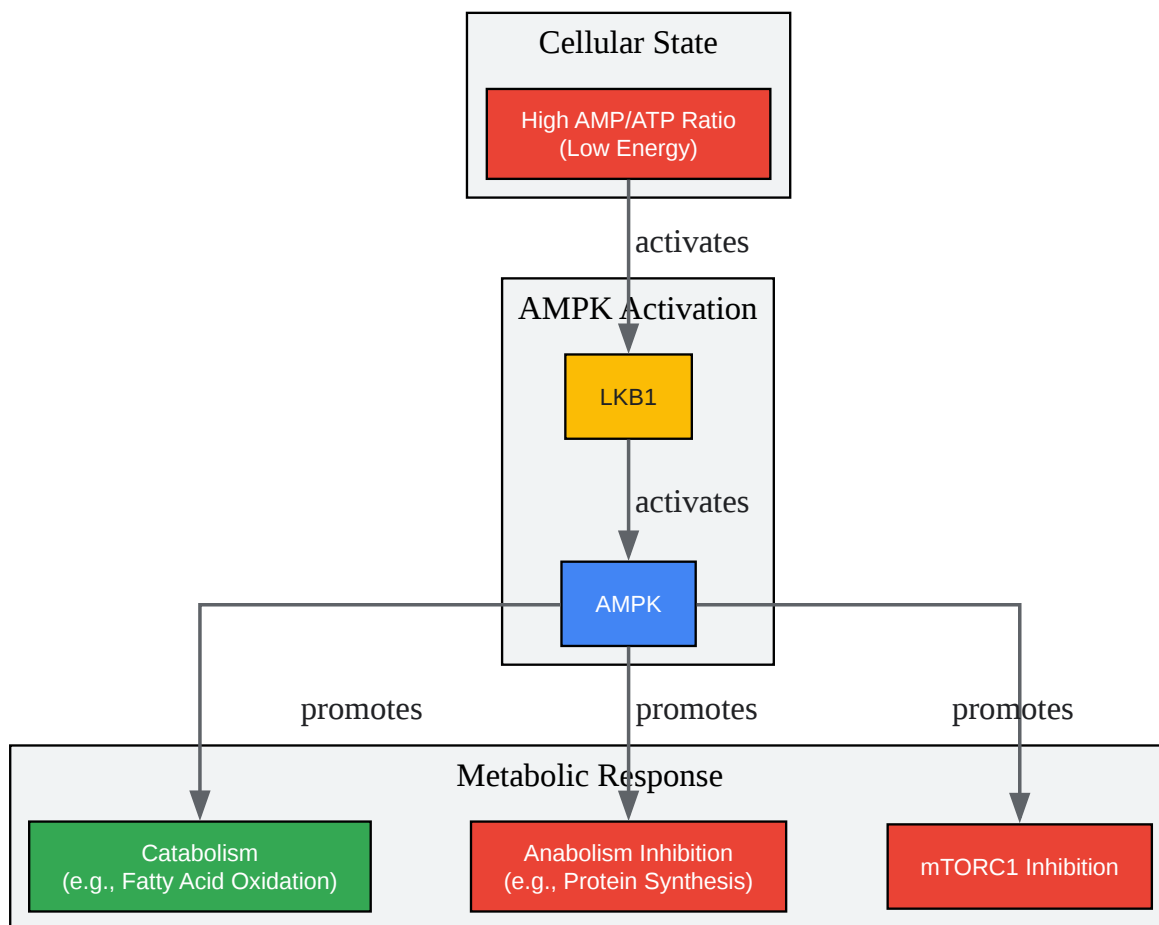 Cellular State
High AMP/ATP Ratio
(Low Energy)
activates
AMPK Activation
LKB1
activates
AMPK
promotes
promotes
promotes
Metabolic Response
Catabolism
(e.g., Fatty Acid Oxidation)
Anabolism Inhibition
(e.g., Protein Synthesis)
mTORC1 Inhibition